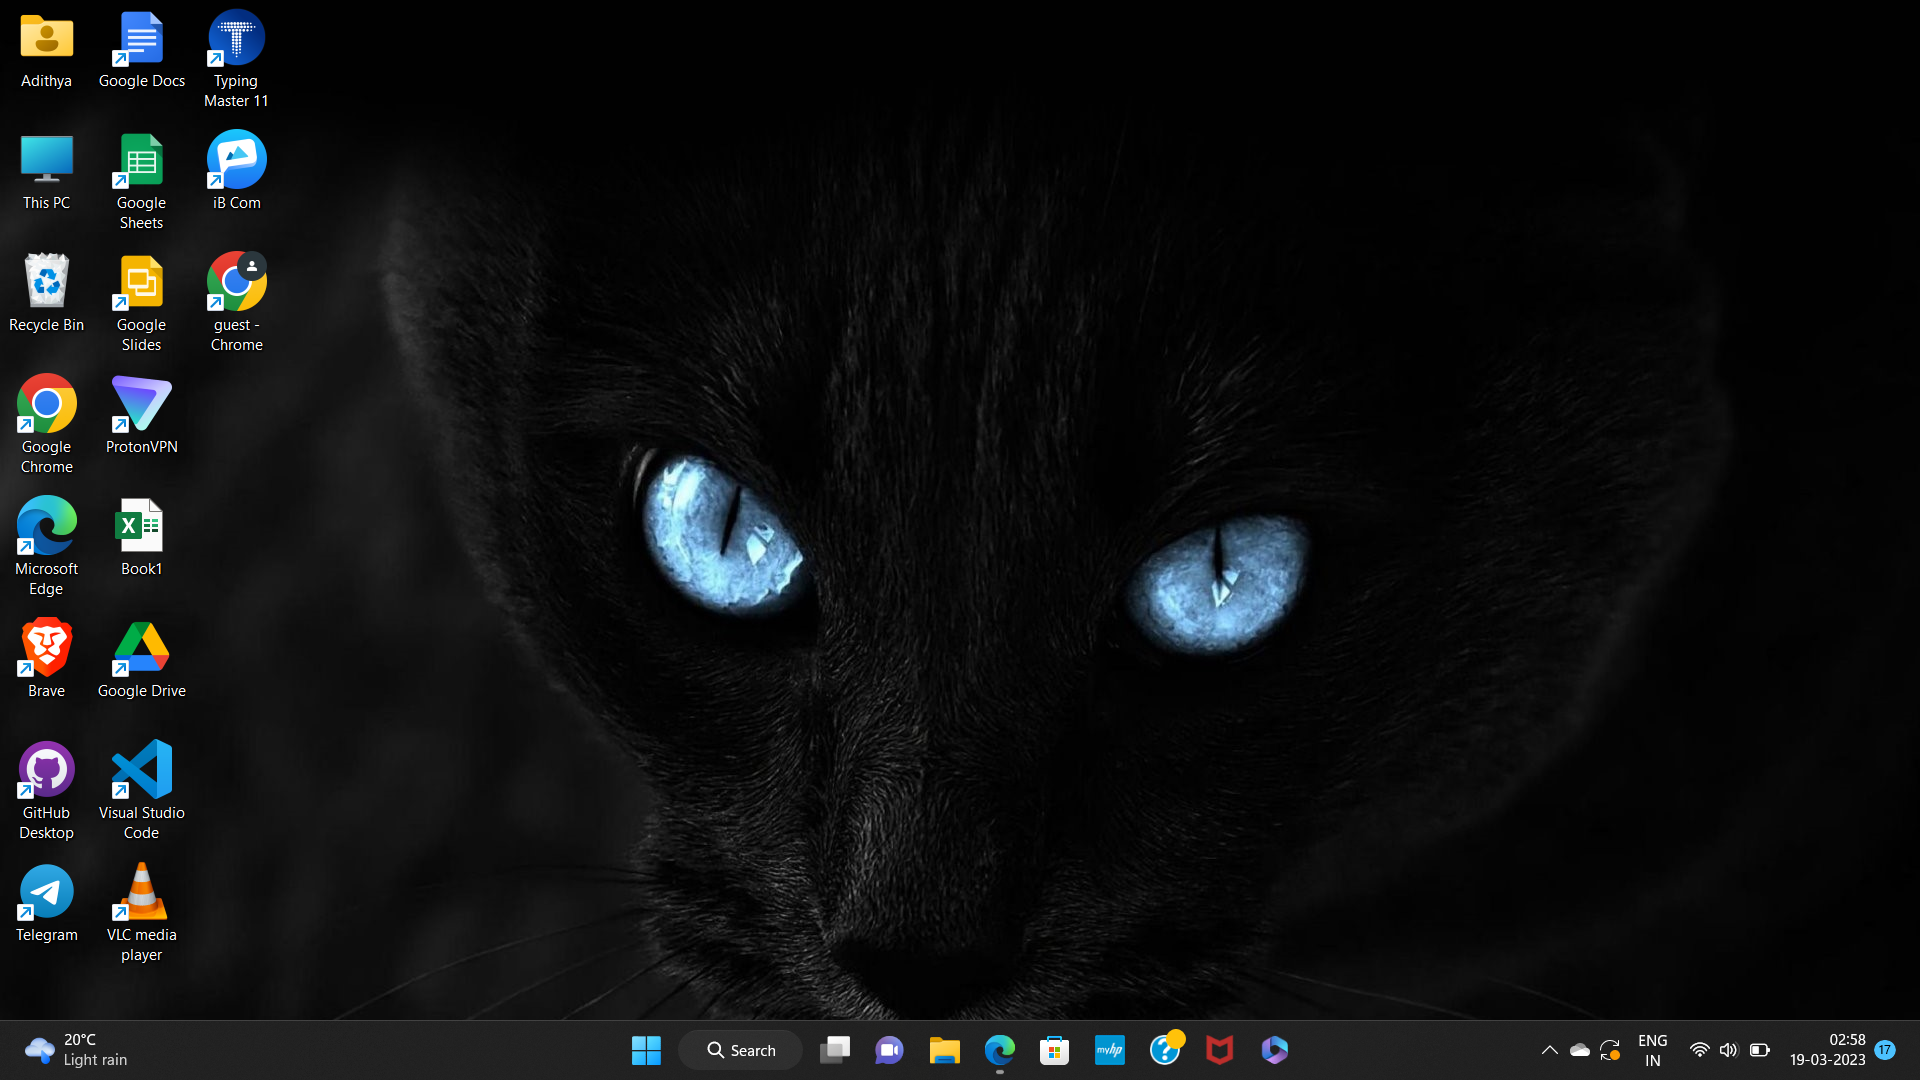 Adithya
Google Docs
Typing
Master 11
This PC
Google
Sheets
iB Com
Recycle Bin
Google
Slides
guest -
Chrome
Google
Chrome
ProtonVPN
Microsoft
Edge
Book1
Brave
Google Drive
GitHub
Desktop
Visual Studio
Code
Telegram
VLC media
player
20°C
Light rain
Search
myhp
ENG
IN
02:58
19-03-2023
17